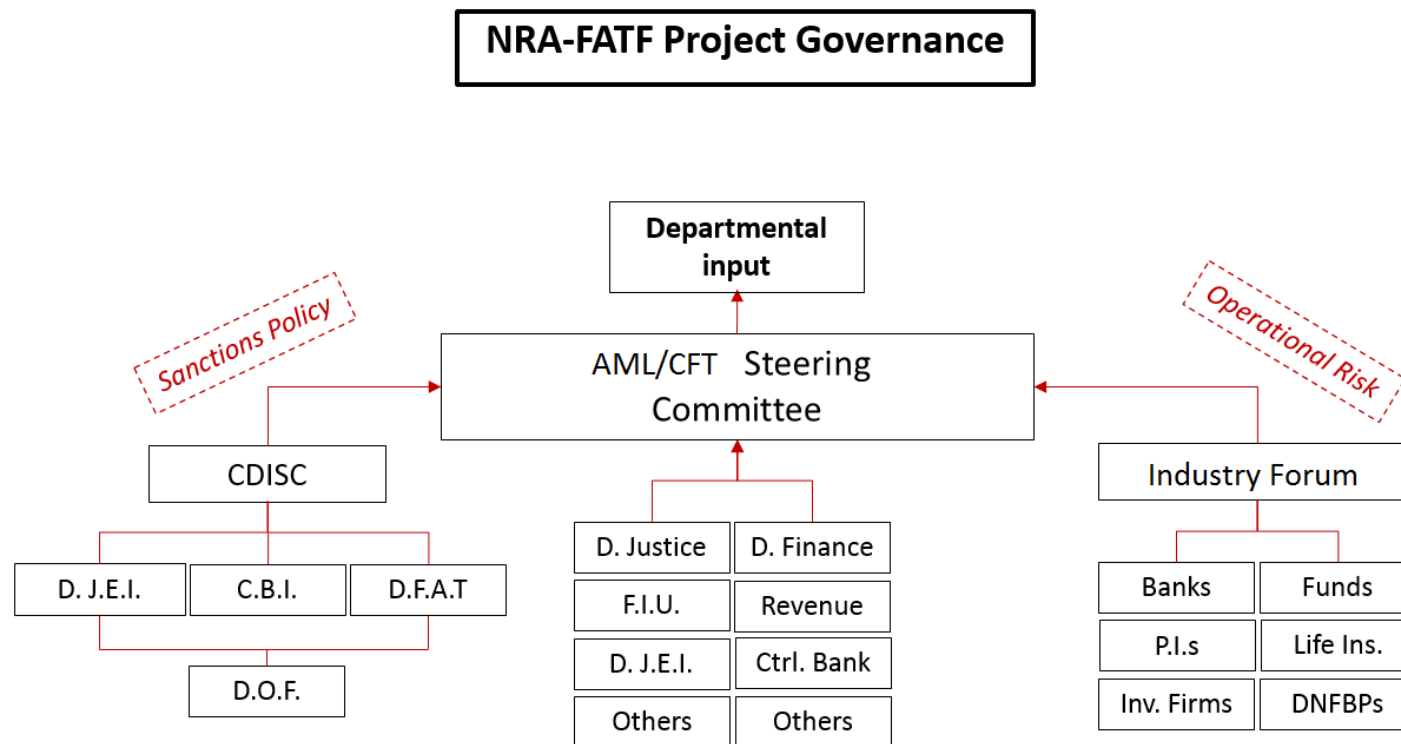 NRA-FATF Project Governance
Departmental
input
Sanctions Policy
Operational Risk
AML/CFT Steering
Committee
CDISC
Industry Forum
D. J.E.I.
C.B.I.
D.F.A.T
D.O.F.
D. Justice
D. Finance
F.I.U.
Revenue
D. J.E.I.
Ctrl. Bank
Others
Others
Banks
Funds
P.I.s
Life Ins.
Inv. Firms
DNFBPs